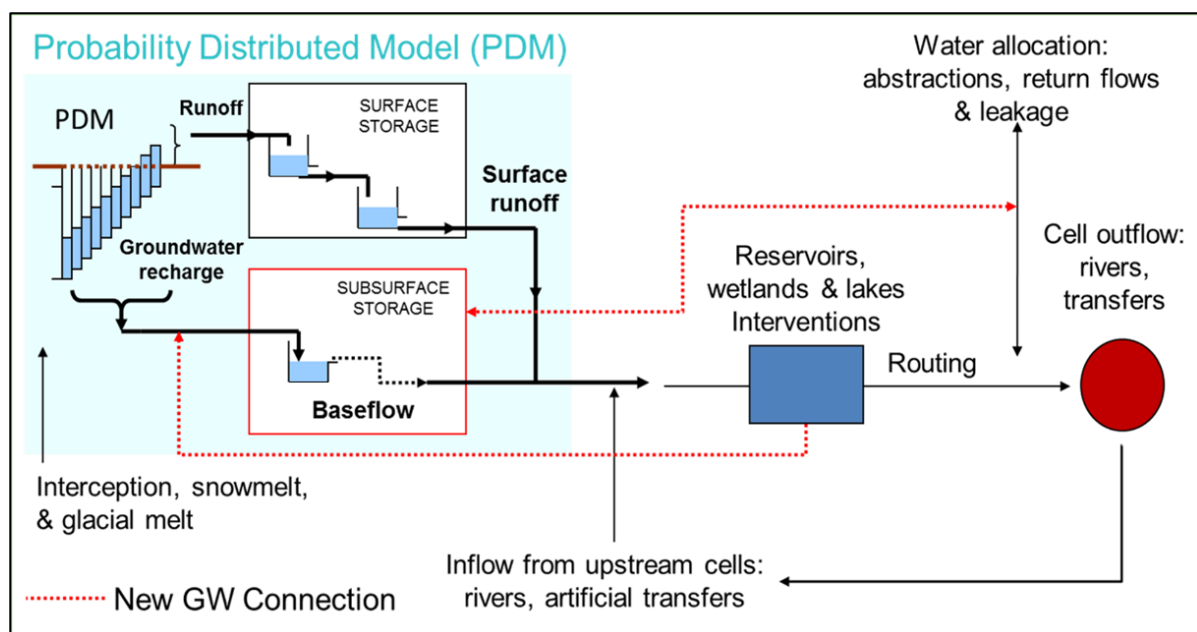 Probability Distributed Model (PDM)
PDM
Runoff
SURFACE
STORAGE
Surface
runoff
Groundwater
recharge
SUBSURFACE
STORAGE
Baseflow
Interception, snowmelt,
& glacial melt
Water allocation:
abstractions, return flows
& leakage
Reservoirs,
wetlands & lakes
Interventions
Routing
Cell outflow:
rivers,
transfers
Inflow from upstream cells:
rivers, artificial transfers
New GW Connection